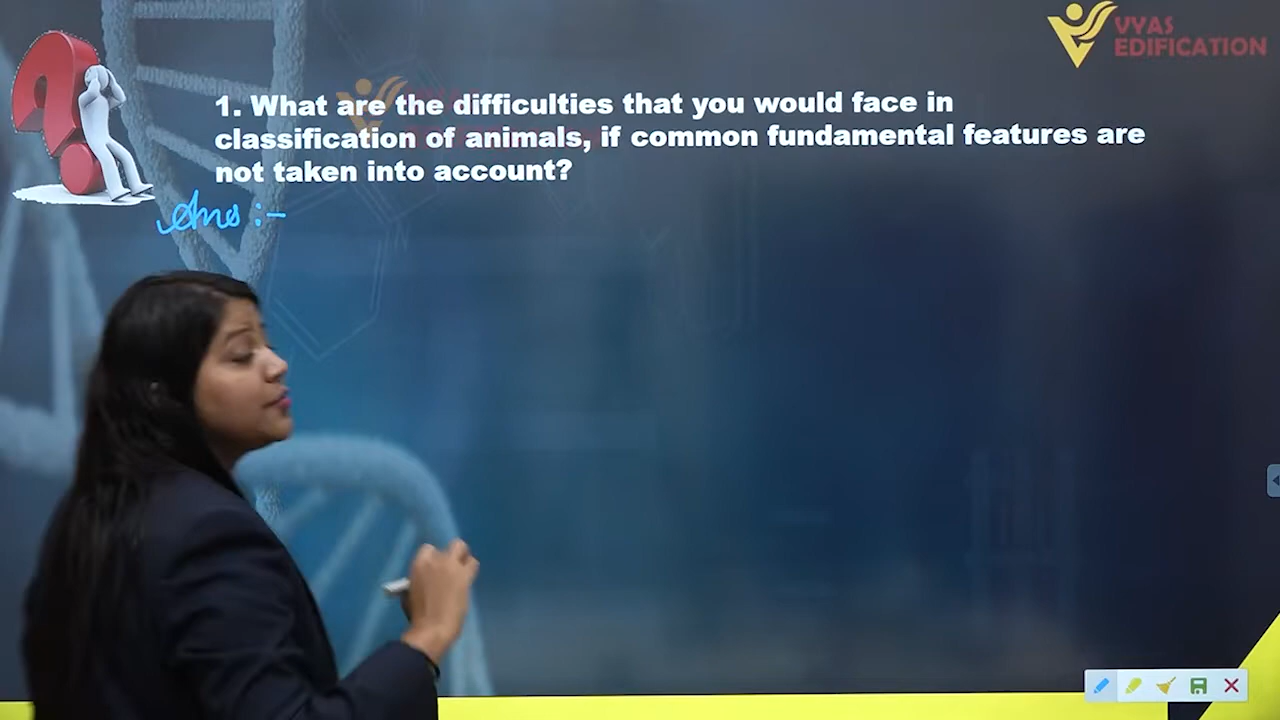 VYAS
EDIFICATION
1. What are the difficulties that you would face in
classification of animals, if common fundamental features are
not taken into account?
Ans :-